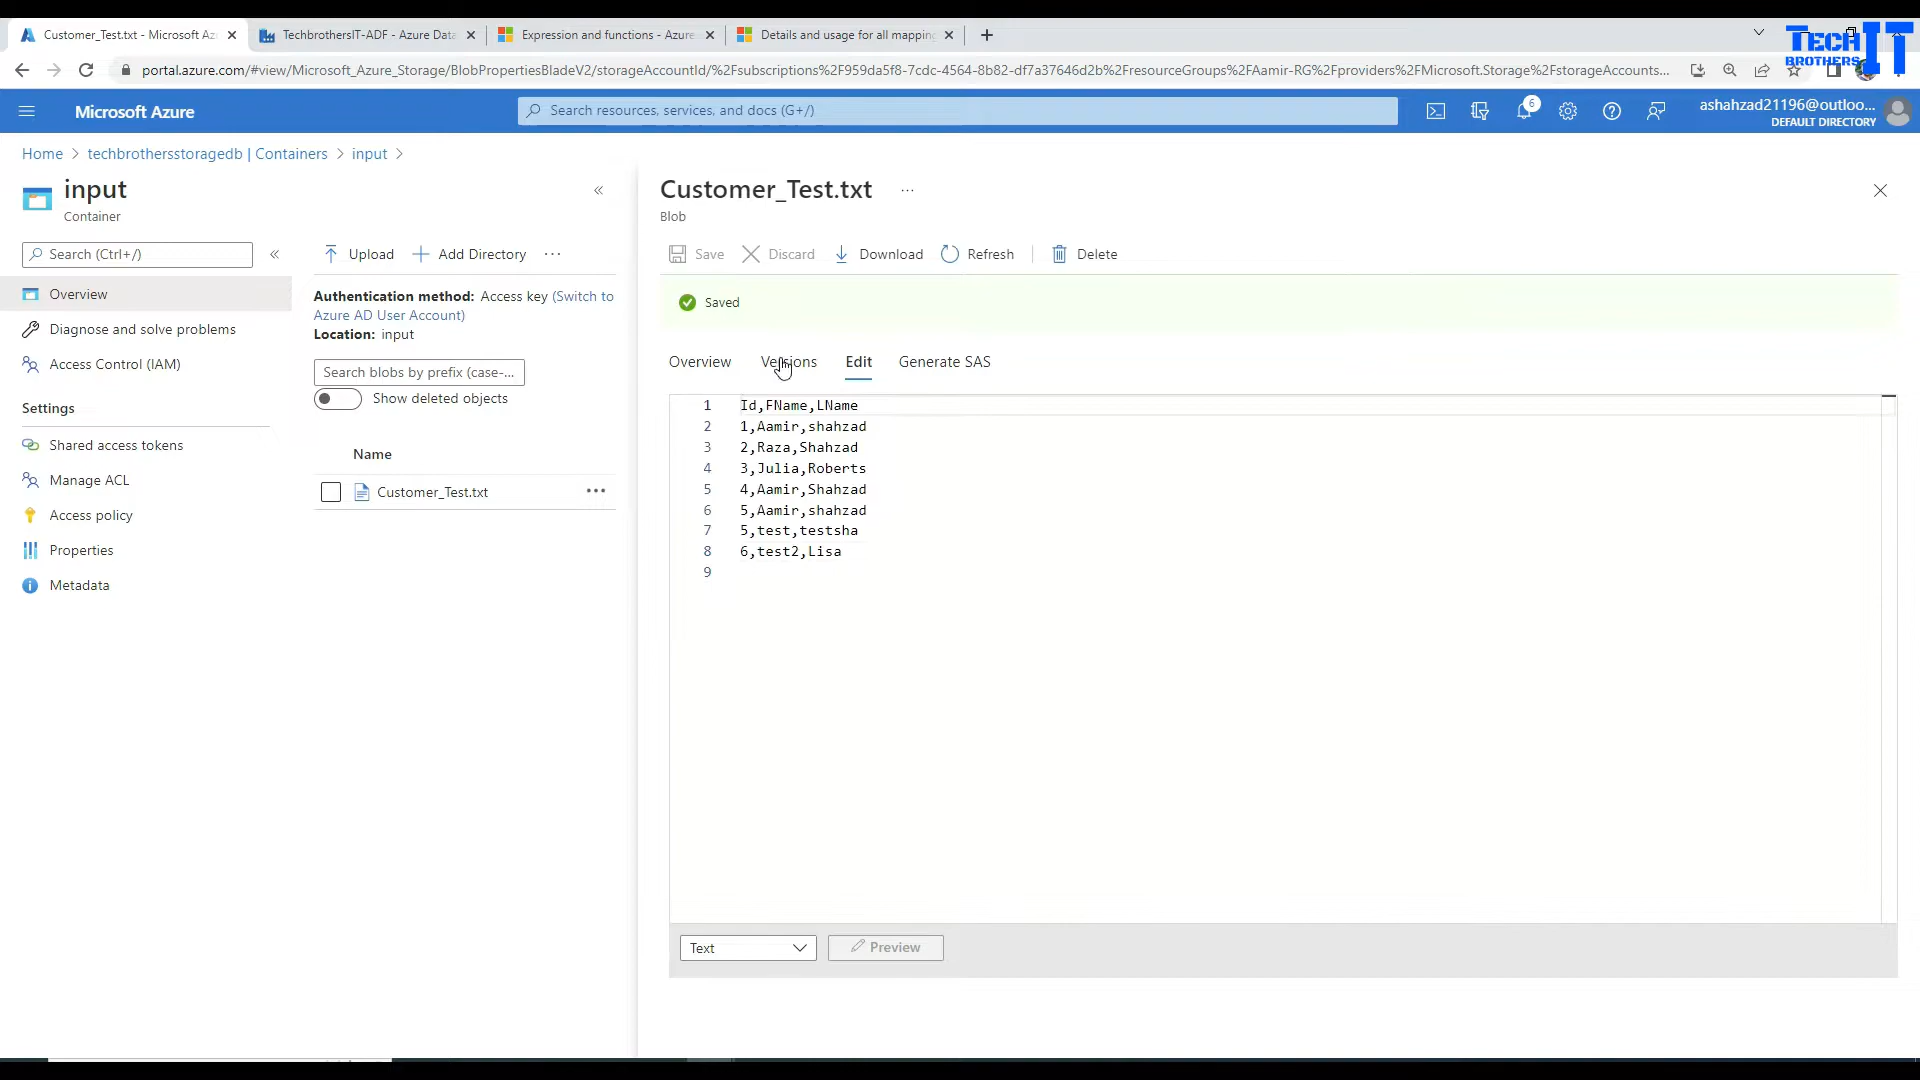 Customer_Test.txt - Microsoft Az
TechbrothersIT-ADF - Azure Data
Expression and functions - Azure
Details and usage for all mapping
TECH IT
BROTHERS
portal.azure.com/#view/Microsoft_Azure_Storage/BlobPropertiesBladeV2/storageAccountId/%2Fsubscriptions%2F959da5f8-7cdc-4564-8b82-df7a37646d2b%2FresourceGroups%2FAamir-RG%2Fproviders%2FMicrosoft.Storage%2FstorageAccounts...
Microsoft Azure
Search resources, services, and docs (G+/)
6
ashahzad21196@outloo...
DEFAULT DIRECTORY
Home > techbrothersstoragedb | Containers > input >
input
Container
Search (Ctrl+/)
Overview
Diagnose and solve problems
Access Control (IAM)
Settings
Shared access tokens
Manage ACL
Access policy
Properties
Metadata
Upload
Add Directory
Authentication method: Access key (Switch to
Azure AD User Account)
Location: input
Search blobs by prefix (case-...
Show deleted objects
Name
Customer_Test.txt
Customer_Test.txt
Blob
Save Discard Download Refresh Delete
Saved
Overview Versions Edit Generate SAS
1 Id,FName,LName
2 1,Aamir,shahzad
3 2,Raza,Shahzad
4 3,Julia,Roberts
5 4,Aamir,Shahzad
6 5,Aamir,shahzad
7 5,test,testsha
8 6,test2,Lisa
9
Text
Preview